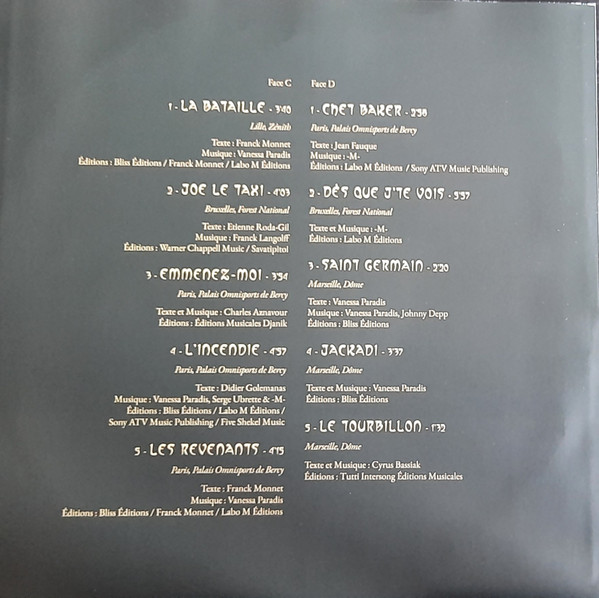 Face C
1 - LA BATAILLE - 3'40
Lille, Zénith
Texte : Franck Monnet
Musique : Vanessa Paradis
Éditions : Bliss Éditions / Franck Monnet / Labo M Éditions
2 - JOE LE TAXI - 4'03
Bruxelles, Forest National
Texte : Etienne Roda-Gil
Musique : Franck Langolff
Éditions : Warner Chappell Music / Savatipitol
3 - EMMENEZ-MOI - 3'54
Paris, Palais Omnisports de Bercy
Texte et Musique : Charles Aznavour
Éditions : Éditions Musicales Djanik
4 - L'INCENDIE - 4'57
Paris, Palais Omnisports de Bercy
Texte : Didier Golemanas
Musique : Vanessa Paradis, Serge Ubrette & -M-
Éditions : Bliss Éditions / Labo M Éditions /
Sony ATV Music Publishing / Five Shekel Music
5 - LES REVENANTS - 4'15
Paris, Palais Omnisports de Bercy
Texte : Franck Monnet
Musique : Vanessa Paradis
Éditions : Bliss Éditions / Franck Monnet / Labo M Éditions
Face D
1 - CHET BAKER - 2'58
Paris, Palais Omnisports de Bercy
Texte : Jean Fauque
Musique : -M-
Éditions : Labo M Éditions / Sony ATV Music Publishing
2 - DÈS QUE J'TE VOIS - 5'37
Bruxelles, Forest National
Texte et Musique : -M-
Éditions : Labo M Éditions
3 - SAINT GERMAIN - 2'20
Marseille, Dôme
Texte : Vanessa Paradis
Musique : Vanessa Paradis, Johnny Depp
Éditions : Bliss Éditions
4 - JACKADI - 3'37
Marseille, Dôme
Texte et Musique : Vanessa Paradis
Éditions : Bliss Éditions
5 - LE TOURBILLON - 1'32
Marseille, Dôme
Texte et Musique : Cyrus Bassiak
Éditions : Tutti Intersong Éditions Musicales